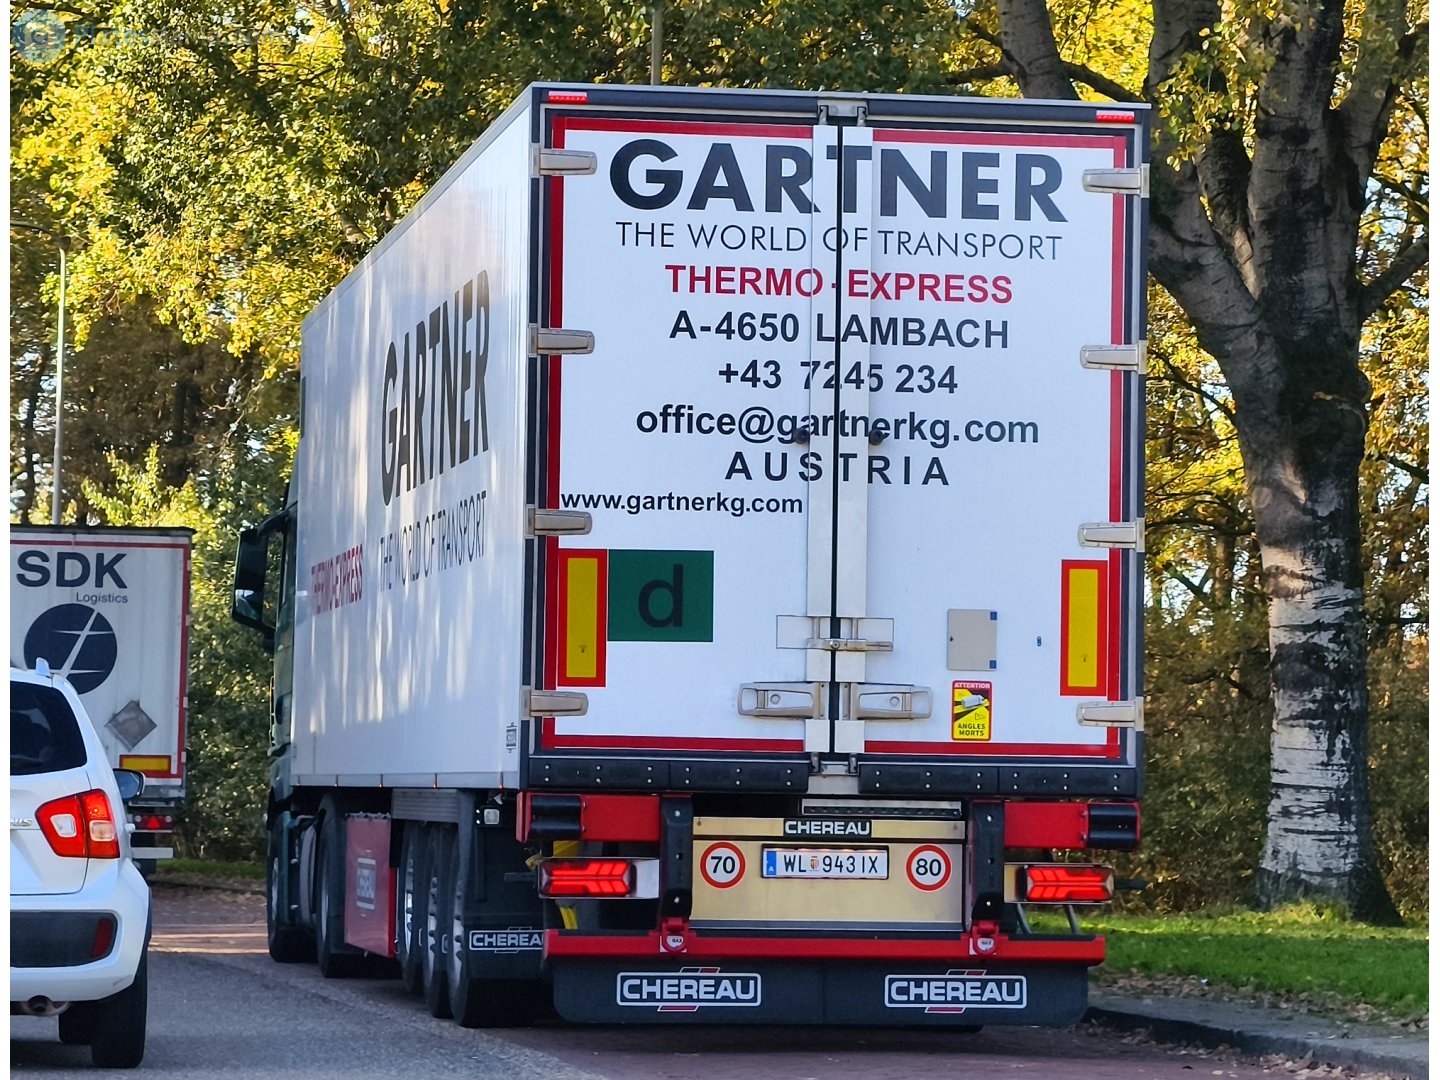 GARTNER
THE WORLD OF TRANSPORT
THERMO-EXPRESS
A-4650 LAMBACH
+43 7245 234
office@gartnerkg.com
AUSTRIA
www.gartnerkg.com
d
ATTENTION
ANGLES
MORTS
GARTNER
THE WORLD OF TRANSPORT
THERMO-EXPRESS
SDK
Logistics
CHEREAU
70
WL 943 IX
80
CHEREAU
CHEREAU
CHEREAU
CHEREAU
CHEREAU